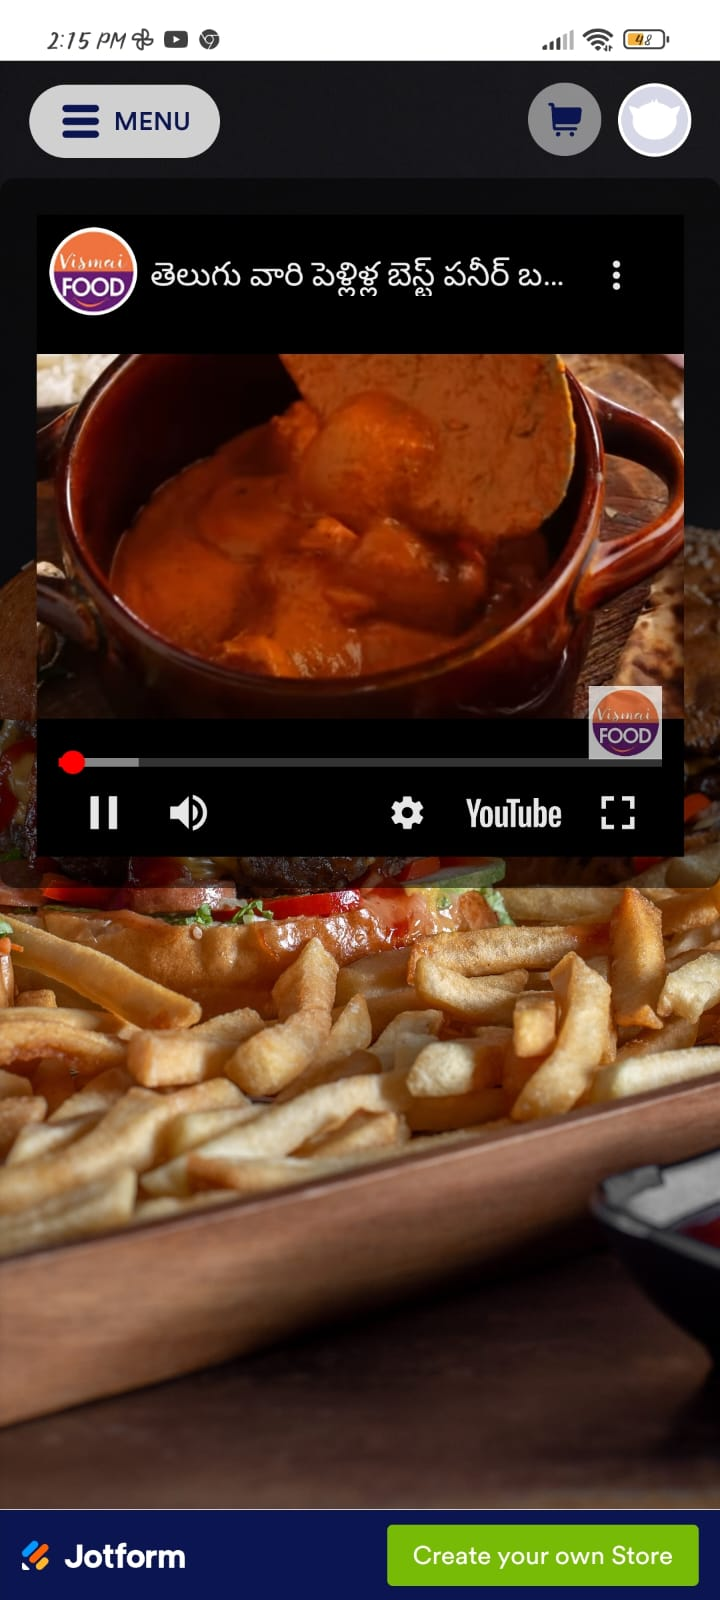 2:15 PM
48
MENU
Vismai
FOOD
తెలుగు వారి పెళ్లిళ్ల బెస్ట్ పనీర్ బ...
Vismai
FOOD
YouTube
Jotform
Create your own Store